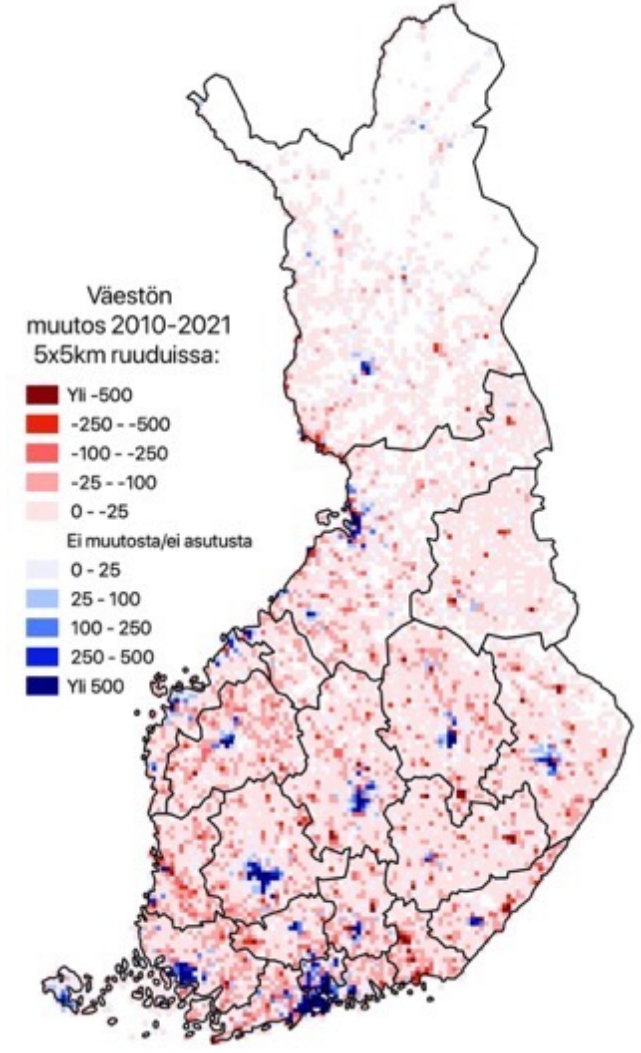 Väestön
muutos 2010-2021
5x5km ruuduissa:
Yli -500
-250 - -500
-100 - -250
-25 - -100
0 - -25
Ei muutosta/ei asutusta
0 - 25
25 - 100
100 - 250
250 - 500
Yli 500